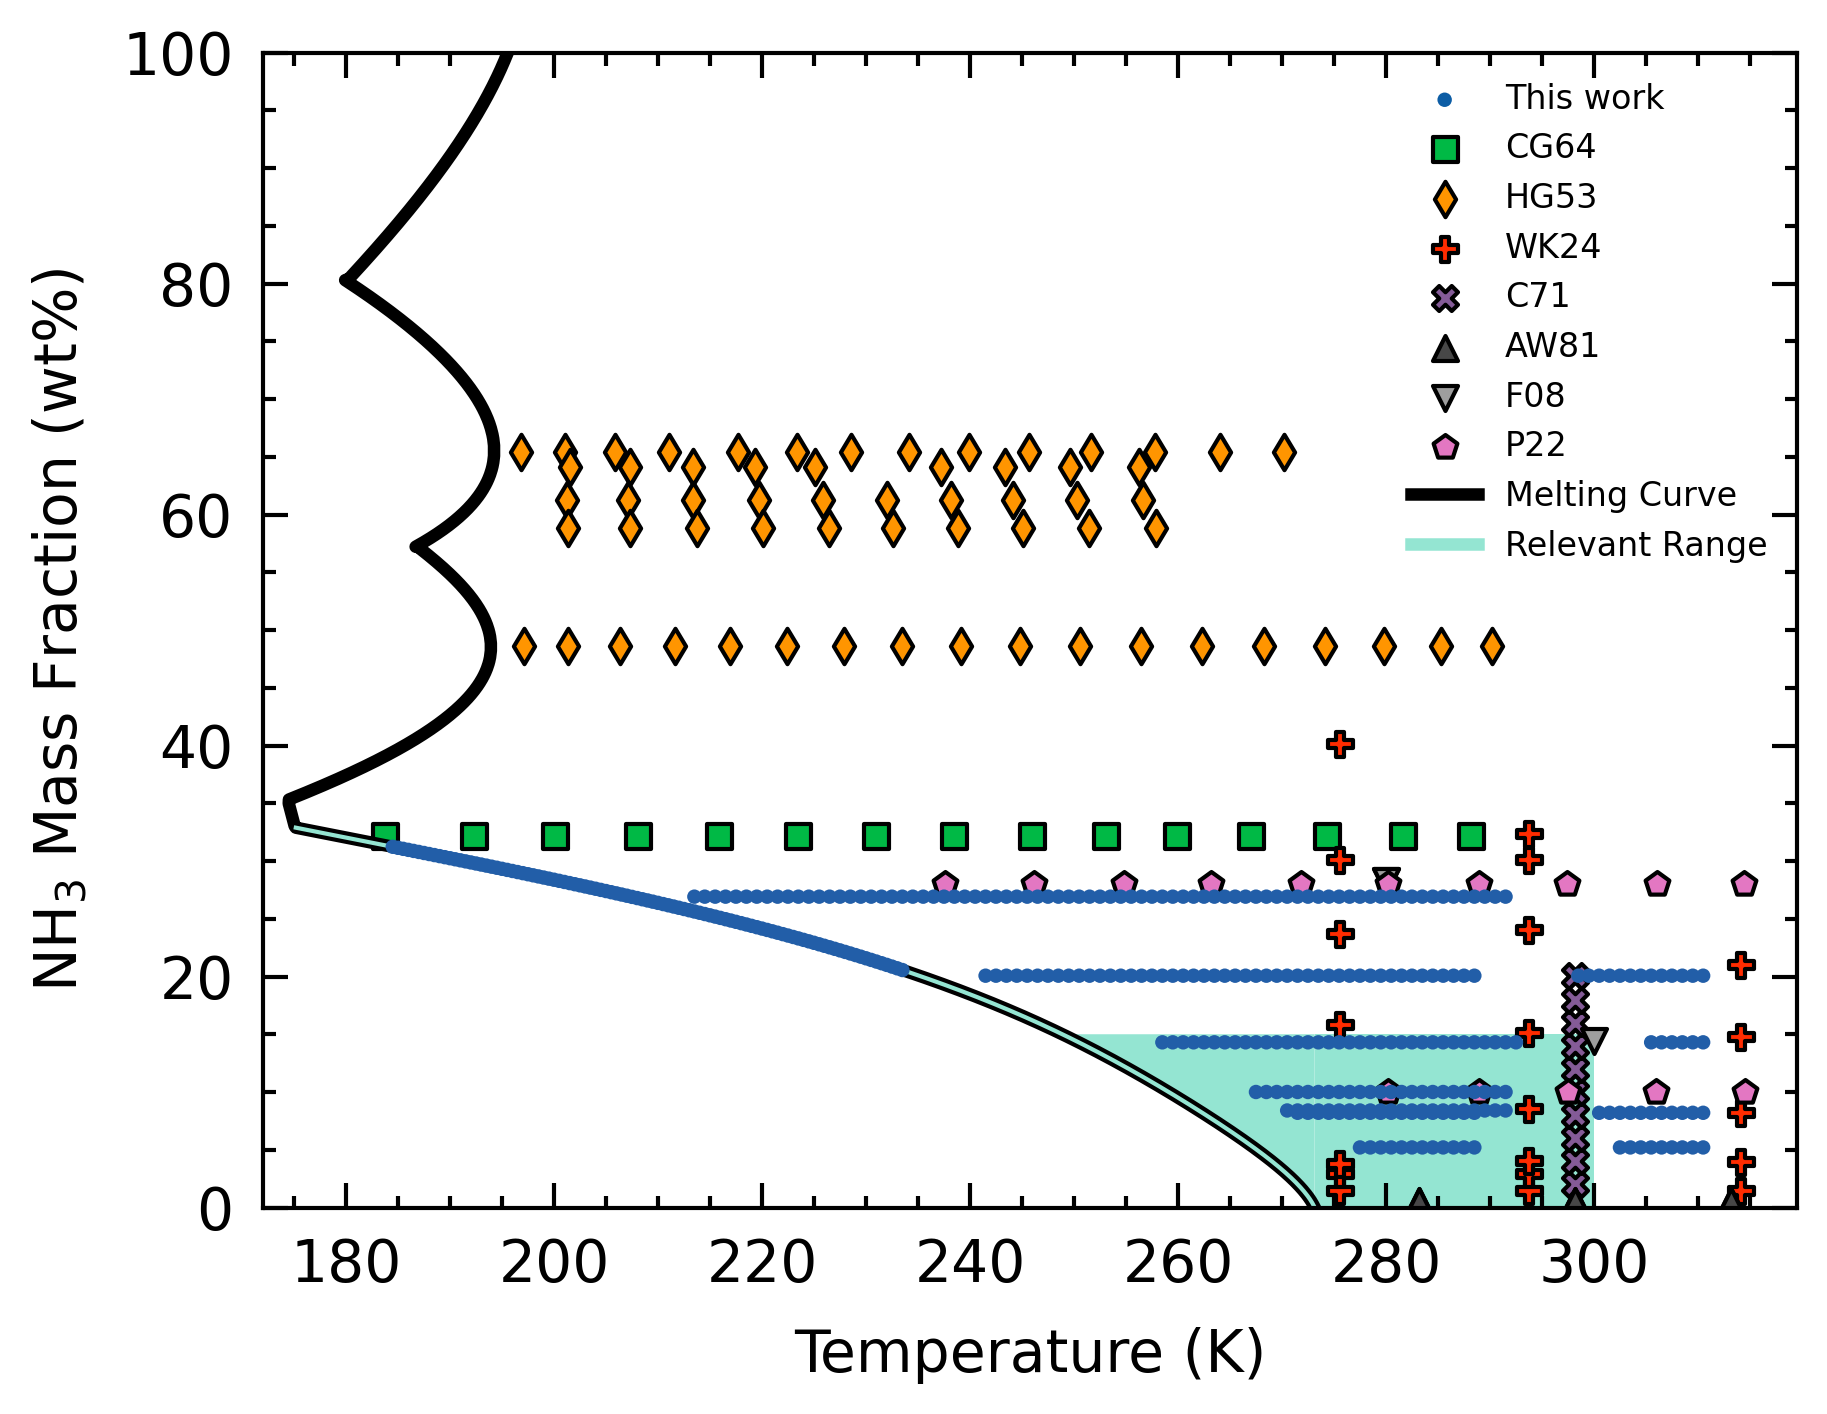 100
80
60
40
20
0
NH₃ Mass Fraction (wt%)
This work
CG64
HG53
WK24
C71
AW81
F08
P22
Melting Curve
Relevant Range
180 200 220 240 260 280 300
Temperature (K)